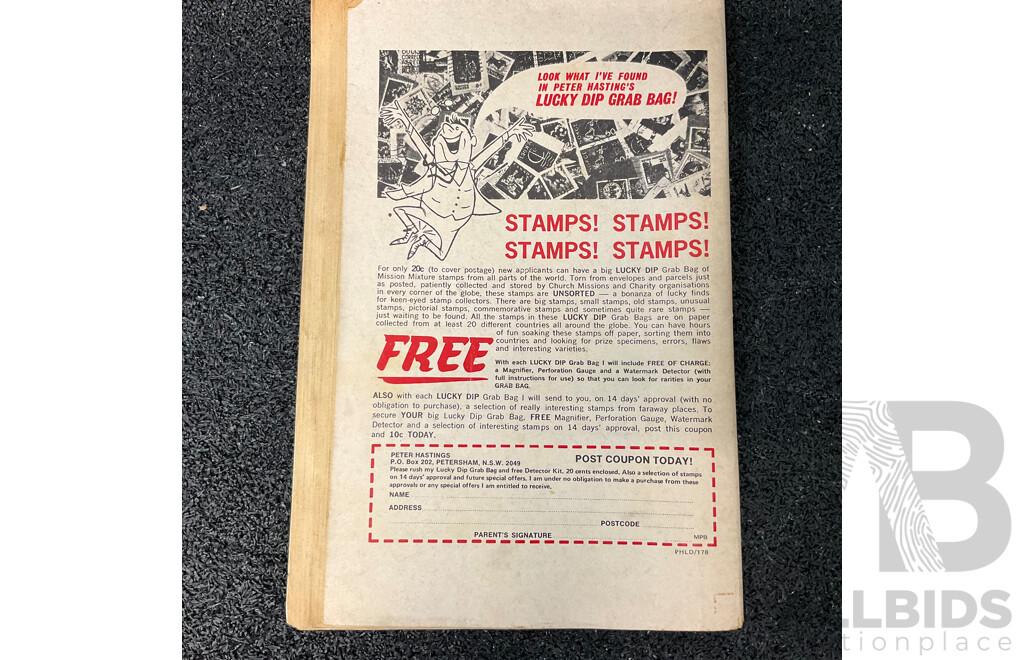 LOOK WHAT I'VE FOUND
IN PETER HASTING'S
LUCKY DIP GRAB BAG!
STAMPS! STAMPS!
STAMPS! STAMPS!
For only 20c (to cover postage) new applicants can have a big LUCKY DIP Grab Bag of
Mission Mixture stamps from all parts of the world. Torn from envelopes and parcels just
as posted, patiently collected and stored by Church Missions and Charity organisations
in every corner of the globe, these stamps are UNSORTED — a bonanza of lucky finds
for keen-eyed stamp collectors. There are big stamps, small stamps, old stamps, unusual
stamps, pictorial stamps, commemorative stamps and sometimes quite rare stamps —
just waiting to be found. All the stamps in these LUCKY DIP Grab Bags are on paper
collected from at least 20 different countries all around the globe. You can have hours
of fun soaking these stamps off paper, sorting them into
countries and looking for prize specimens, errors, flaws
and interesting varieties.
FREE
With each LUCKY DIP Grab Bag I will include FREE OF CHARGE:
a Magnifier, Perforation Gauge and a Watermark Detector (with
full instructions for use) so that you can look for rarities in your
GRAB BAG.
ALSO with each LUCKY DIP Grab Bag I will send to you, on 14 days' approval (with no
obligation to purchase), a selection of really interesting stamps from faraway places. To
secure YOUR big Lucky Dip Grab Bag, FREE Magnifier, Perforation Gauge, Watermark
Detector and a selection of interesting stamps on 14 days' approval, post this coupon
and 10c TODAY.
PETER HASTINGS
P.O. Box 202, PETERSHAM, N.S.W. 2049
POST COUPON TODAY!
Please rush my Lucky Dip Grab Bag and free Detector Kit. 20 cents enclosed. Also a selection of stamps
on 14 days' approval and future special offers. I am under no obligation to make a purchase from these
approvals or any special offers I am entitled to receive.
NAME
ADDRESS
POSTCODE
PARENT'S SIGNATURE
MPB
PHLD/178
AB
ALLBIDS
auctionplace